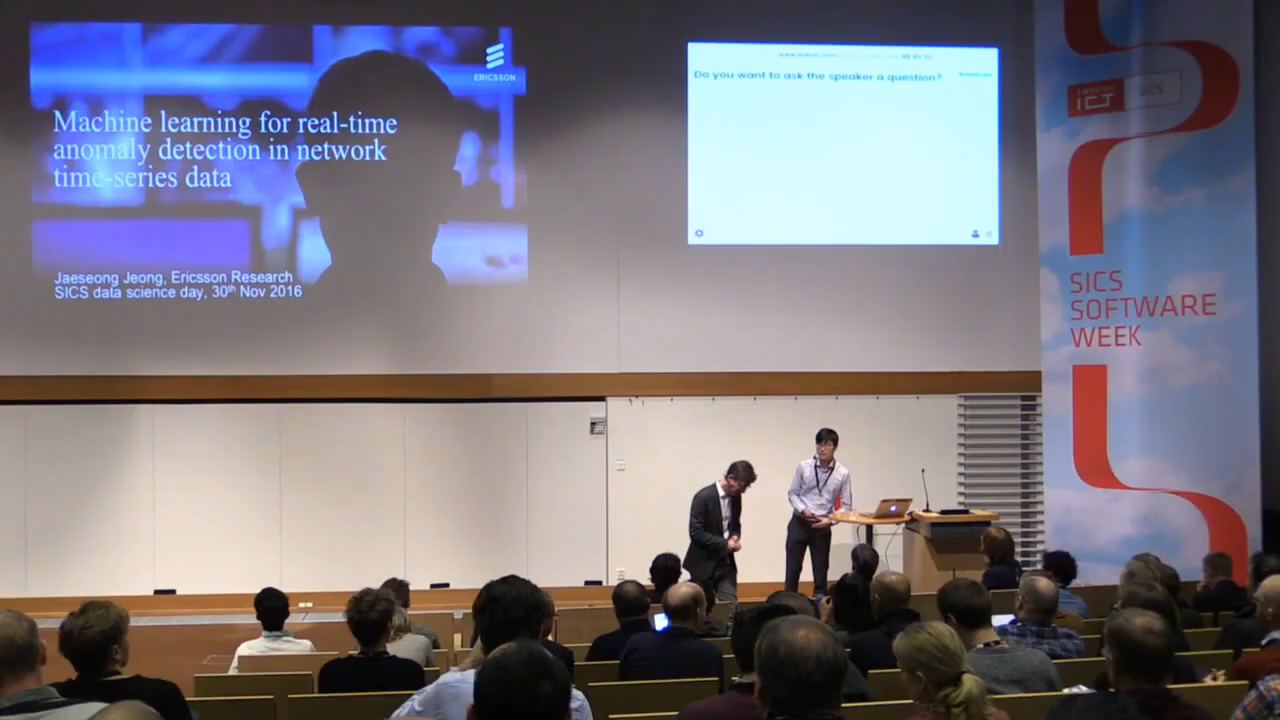 ERICSSON
Machine learning for real-time
anomaly detection in network
time-series data
Jaeseong Jeong, Ericsson Research
SICS data science day, 30th Nov 2016
Do you want to ask the speaker a question?
SWEDISH
ICT
SICS
SICS
SOFTWARE
WEEK